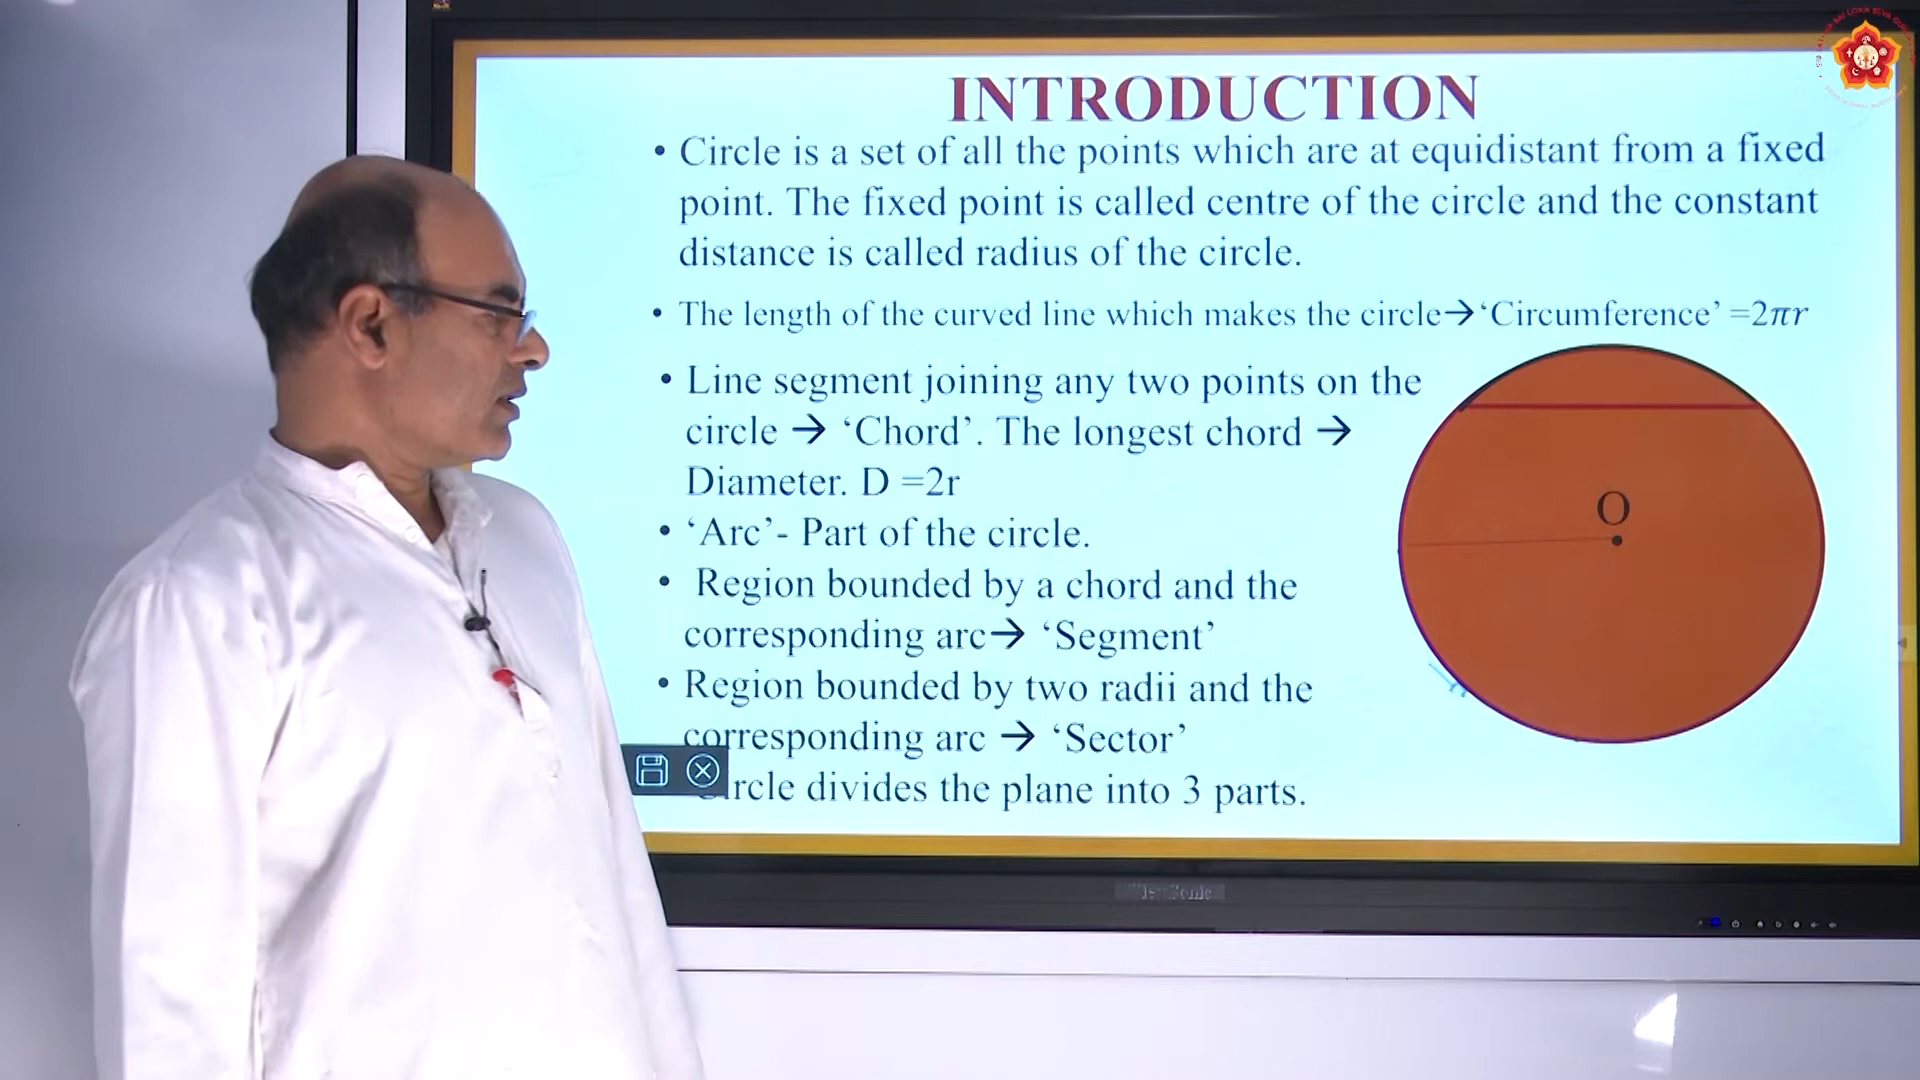 INTRODUCTION
• Circle is a set of all the points which are at equidistant from a fixed
point. The fixed point is called centre of the circle and the constant
distance is called radius of the circle.
• The length of the curved line which makes the circle→‘Circumference’ =2πr
• Line segment joining any two points on the
circle → ‘Chord’. The longest chord →
Diameter. D =2r
O
• ‘Arc’- Part of the circle.
• Region bounded by a chord and the
corresponding arc→ ‘Segment’
• Region bounded by two radii and the
corresponding arc → ‘Sector’
Circle divides the plane into 3 parts.